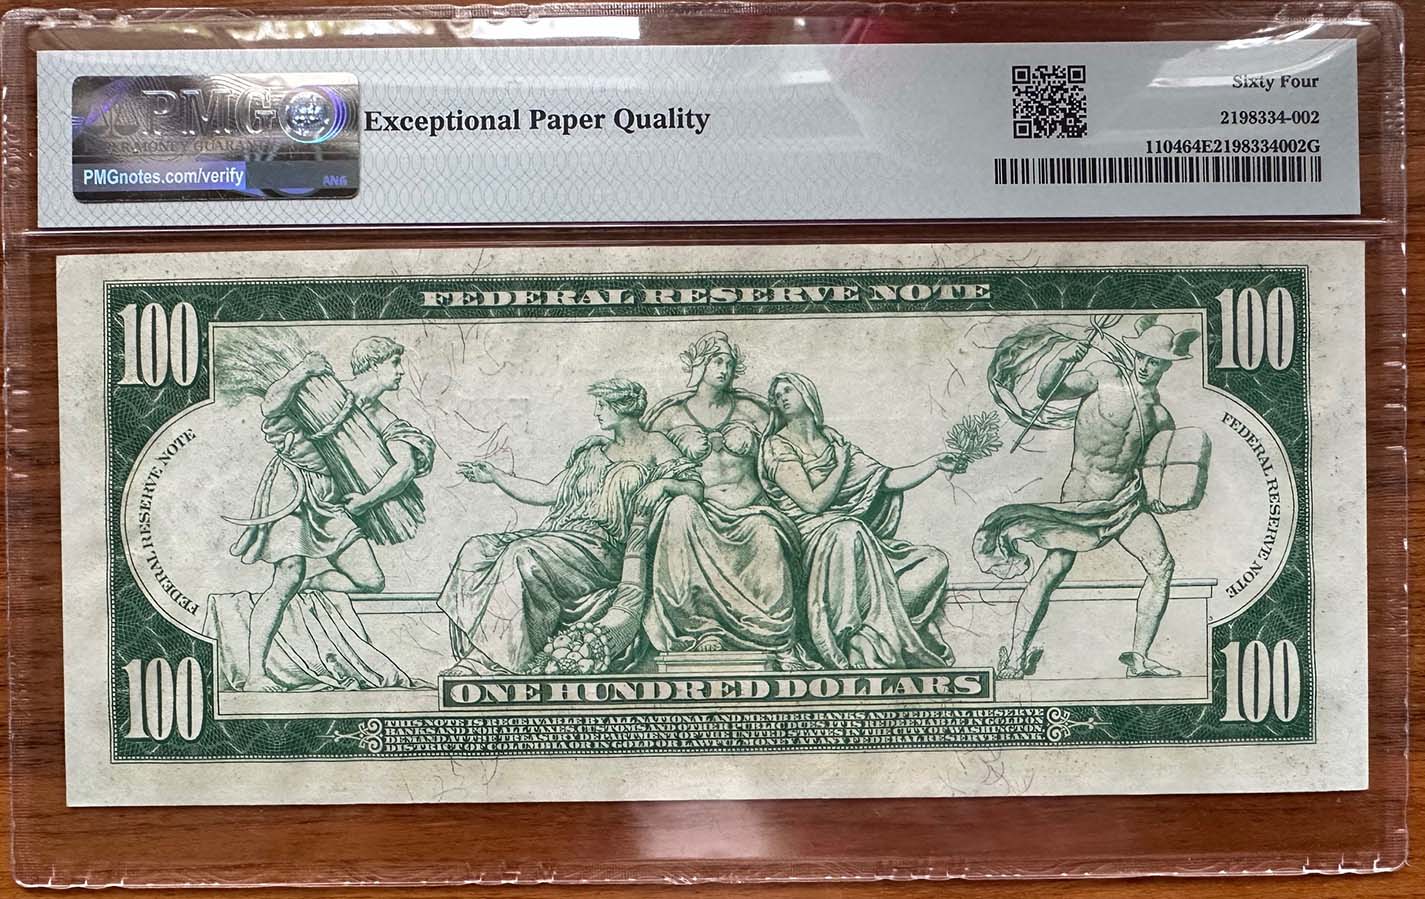 PMG
PAPER MONEY GUARANTY
PMGnotes.com/verify
Exceptional Paper Quality
Sixty Four
2198334-002
110464E2198334002G
FEDERAL RESERVE NOTE
100
100
FEDERAL RESERVE NOTE
FEDERAL RESERVE NOTE
100
100
ONE HUNDRED DOLLARS
THIS NOTE IS RECEIVABLE BY ALL NATIONAL AND MEMBER BANKS AND FEDERAL RESERVE
BANKS AND FOR ALL TAXES, CUSTOMS AND OTHER PUBLIC DUES. IT IS REDEEMABLE IN GOLD ON
DEMAND AT THE TREASURY DEPARTMENT OF THE UNITED STATES IN THE CITY OF WASHINGTON
DISTRICT OF COLUMBIA OR IN GOLD OR LAWFUL MONEY AT ANY FEDERAL RESERVE BANK.